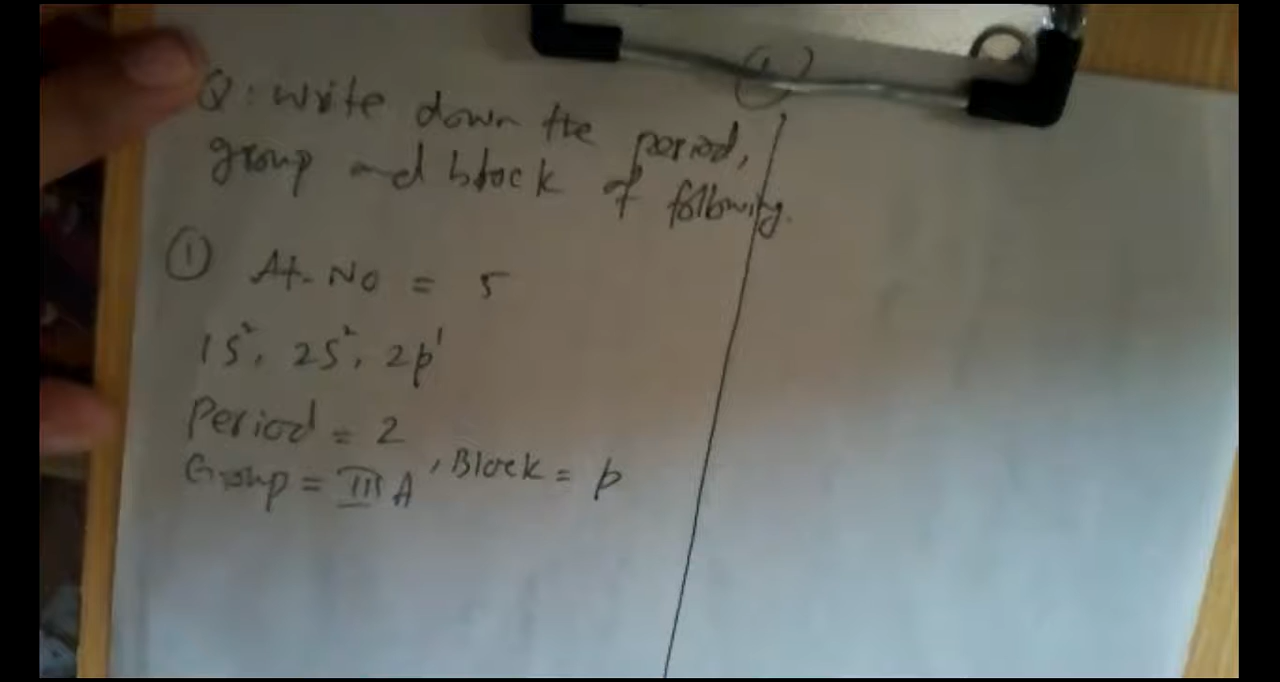 (1)
Q: write down the period,
group and block of following.
① At. No = 5
1s², 2s², 2p¹
Period = 2
Group = III A, Block = p